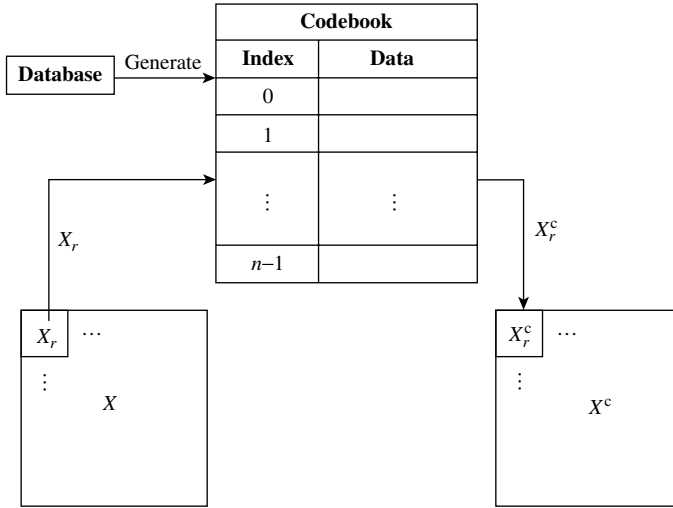 Codebook
Index Data
Database
Generate
0
1
⋮ ⋮
n−1
X_r
X_r^c
X_r ⋯
⋮
X
X_r^c ⋯
⋮
X^c